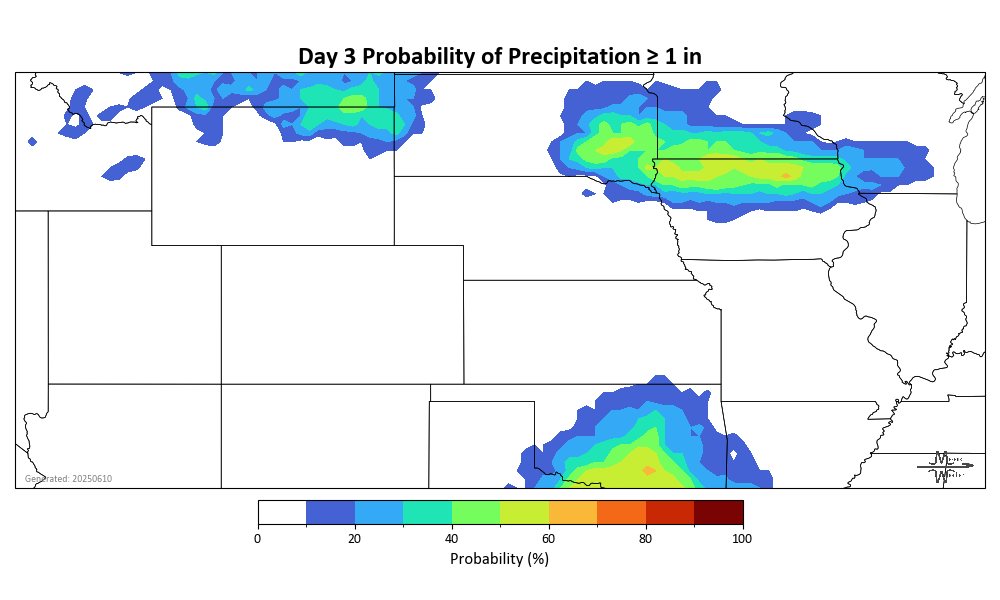 Day 3 Probability of Precipitation ≥ 1 in
Generated: 20250610
0 20 40 60 80 100
Probability (%)